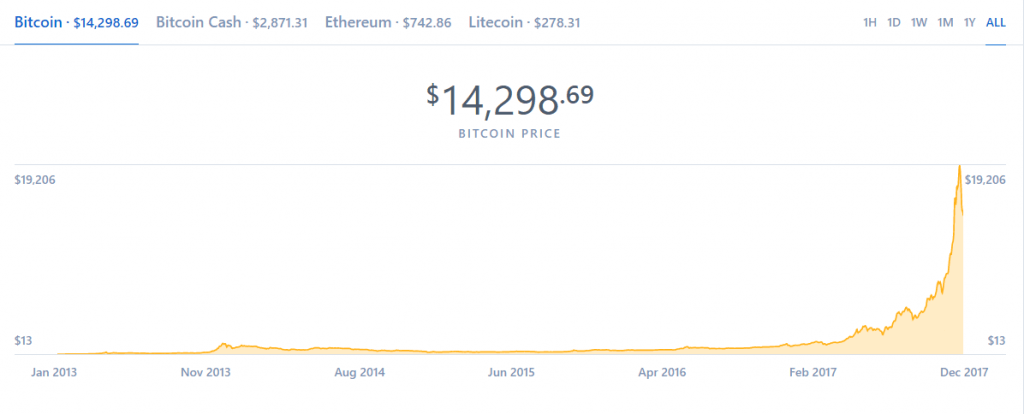 Bitcoin · $14,298.69 Bitcoin Cash · $2,871.31 Ethereum · $742.86 Litecoin · $278.31 1H 1D 1W 1M 1Y ALL
$14,298.69
BITCOIN PRICE
$19,206 $19,206
$13 $13
Jan 2013 Nov 2013 Aug 2014 Jun 2015 Apr 2016 Feb 2017 Dec 2017